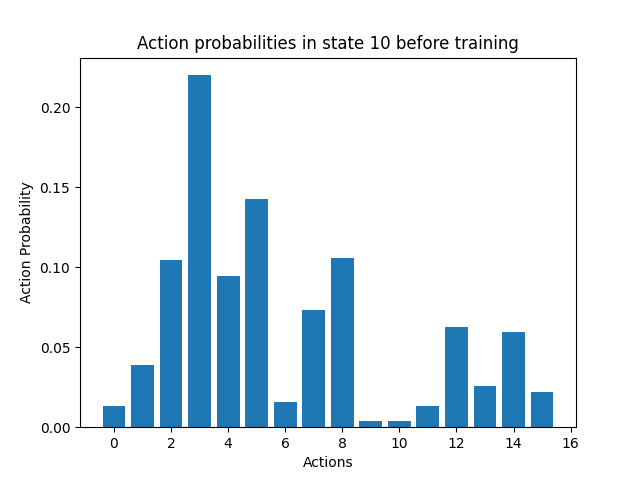 Action probabilities in state 10 before training
0.20
0.15
0.10
0.05
0.00
Action Probability
0 2 4 6 8 10 12 14 16
Actions